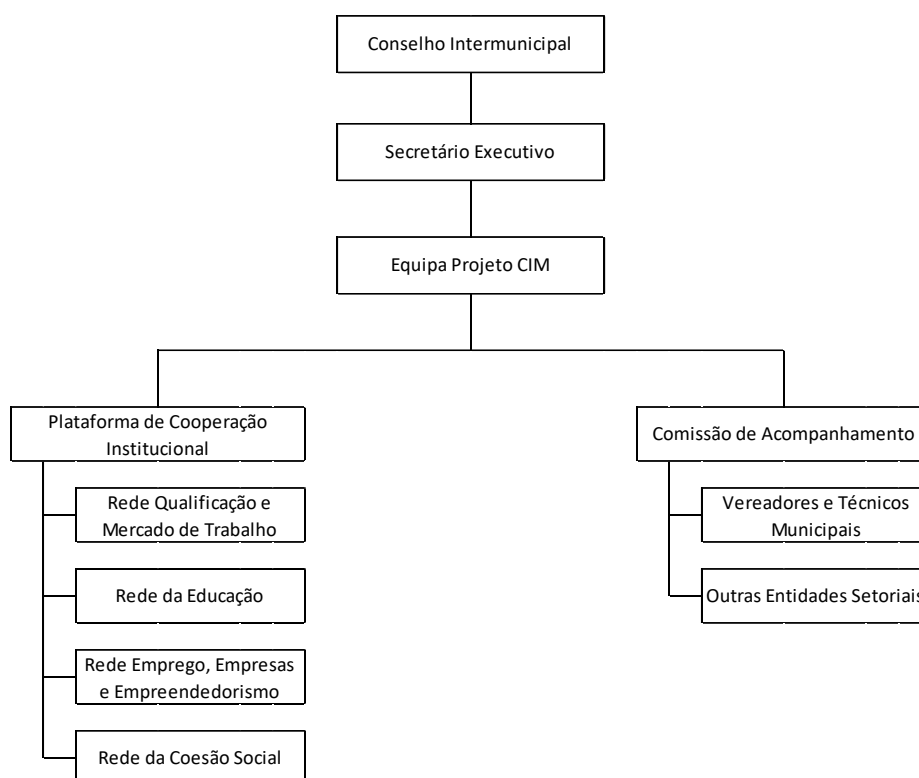 Conselho Intermunicipal
Secretário Executivo
Equipa Projeto CIM
Plataforma de Cooperação
Institucional
Rede Qualificação e
Mercado de Trabalho
Rede da Educação
Rede Emprego, Empresas
e Empreendedorismo
Rede da Coesão Social
Comissão de Acompanhamento
Vereadores e Técnicos
Municipais
Outras Entidades Setoriais